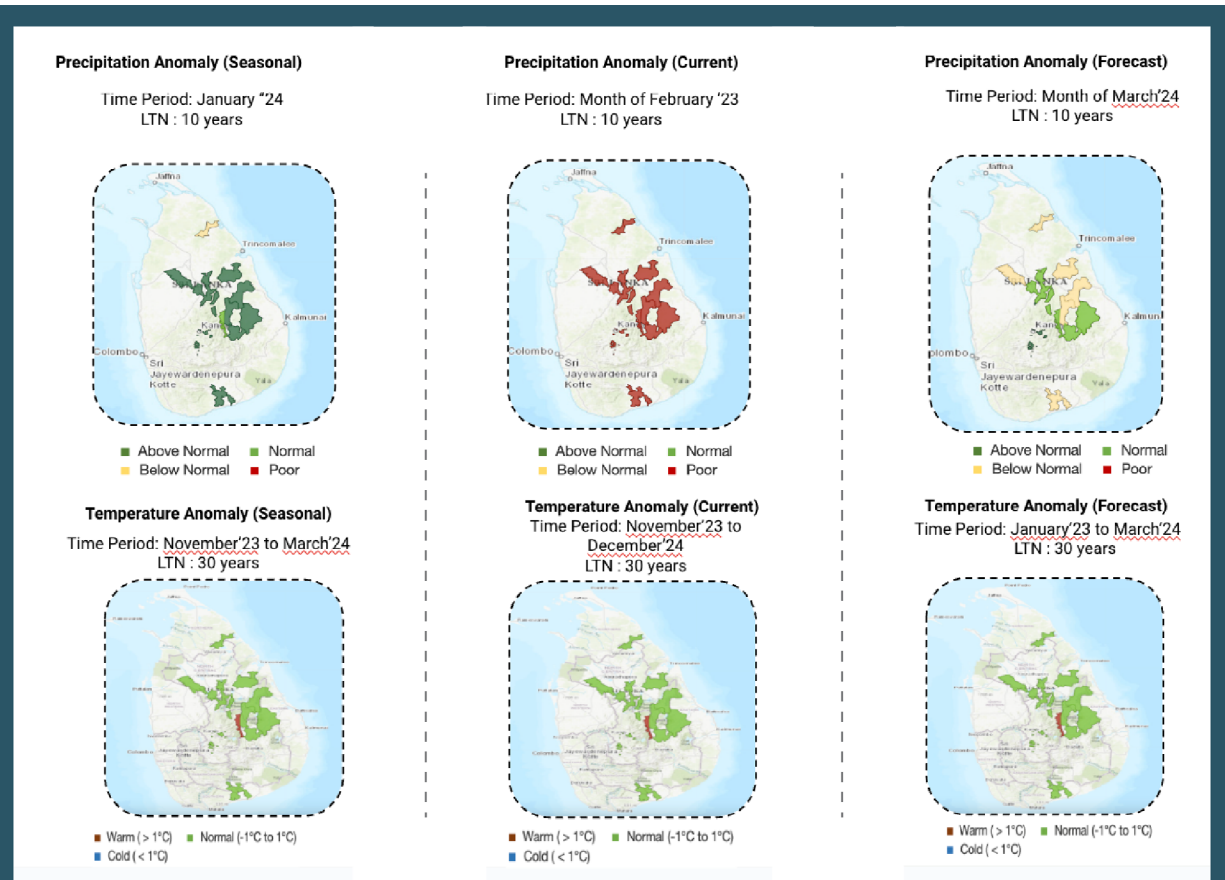 Precipitation Anomaly (Seasonal)
Time Period: January “24
LTN : 10 years
Jaffna
Trincomalee
SRI LANKA
Kalmunai
Colombo
Sri
Jayewardenepura
Kotte
Yala
Above Normal
Normal
Below Normal
Poor
Precipitation Anomaly (Current)
Time Period: Month of February ‘23
LTN : 10 years
Jaffna
Trincomalee
Kalmunai
Colombo
Sri
Jayewardenepura
Kotte
Yala
Above Normal
Normal
Below Normal
Poor
Precipitation Anomaly (Forecast)
Time Period: Month of March’24
LTN : 10 years
Jaffna
Trincomalee
Kalmun
olombo
Sri
Jayewardenepura
Kotte
Yala
Above Normal
Normal
Below Normal
Poor
Temperature Anomaly (Seasonal)
Time Period: November’23 to March’24
LTN : 30 years
Warm ( > 1°C)
Normal (-1°C to 1°C)
Cold ( < 1°C)
Temperature Anomaly (Current)
Time Period: November’23 to
December’24
LTN : 30 years
Warm ( > 1°C)
Normal (-1°C to 1°C)
Cold ( < 1°C)
Temperature Anomaly (Forecast)
Time Period: January’23 to March’24
LTN : 30 years
Warm ( > 1°C)
Normal (-1°C to 1°C)
Cold ( < 1°C)